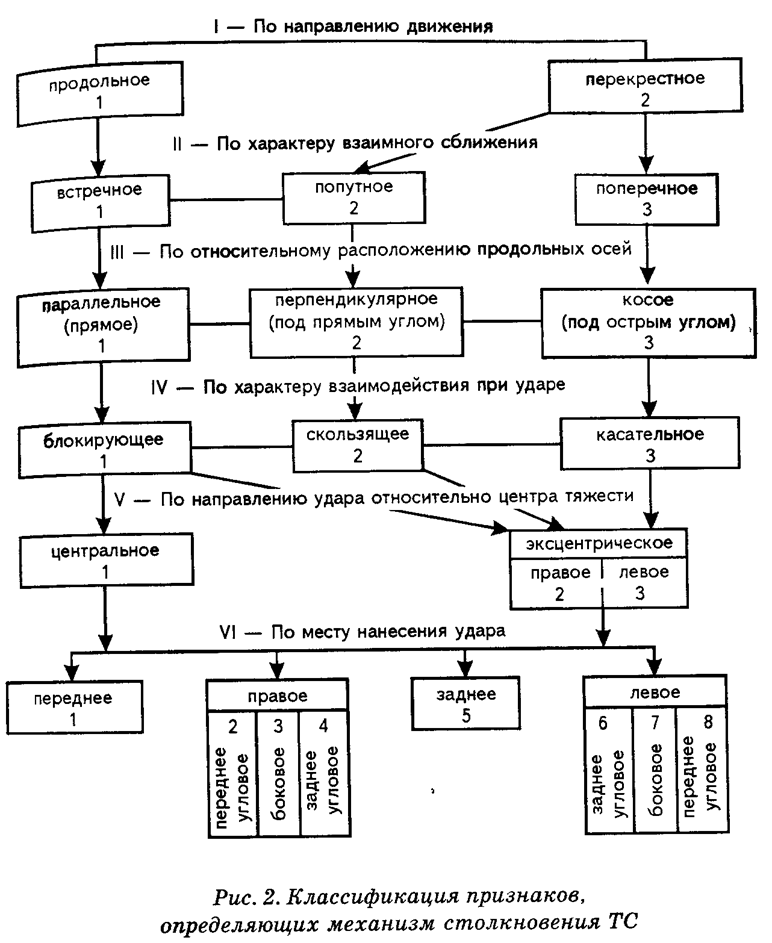 I — По направлению движения
продольное
1
перекрестное
2
II — По характеру взаимного сближения
встречное
1
попутное
2
поперечное
3
III — По относительному расположению продольных осей
параллельное
(прямое)
1
перпендикулярное
(под прямым углом)
2
косое
(под острым углом)
3
IV — По характеру взаимодействия при ударе
блокирующее
1
скользящее
2
касательное
3
V — По направлению удара относительно центра тяжести
центральное
1
эксцентрическое
правое
2
левое
3
VI — По месту нанесения удара
переднее
1
правое
2
переднее
угловое
3
боковое
4
заднее
угловое
заднее
5
левое
6
заднее
угловое
7
боковое
8
переднее
угловое
Рис. 2. Классификация признаков,
определяющих механизм столкновения ТС